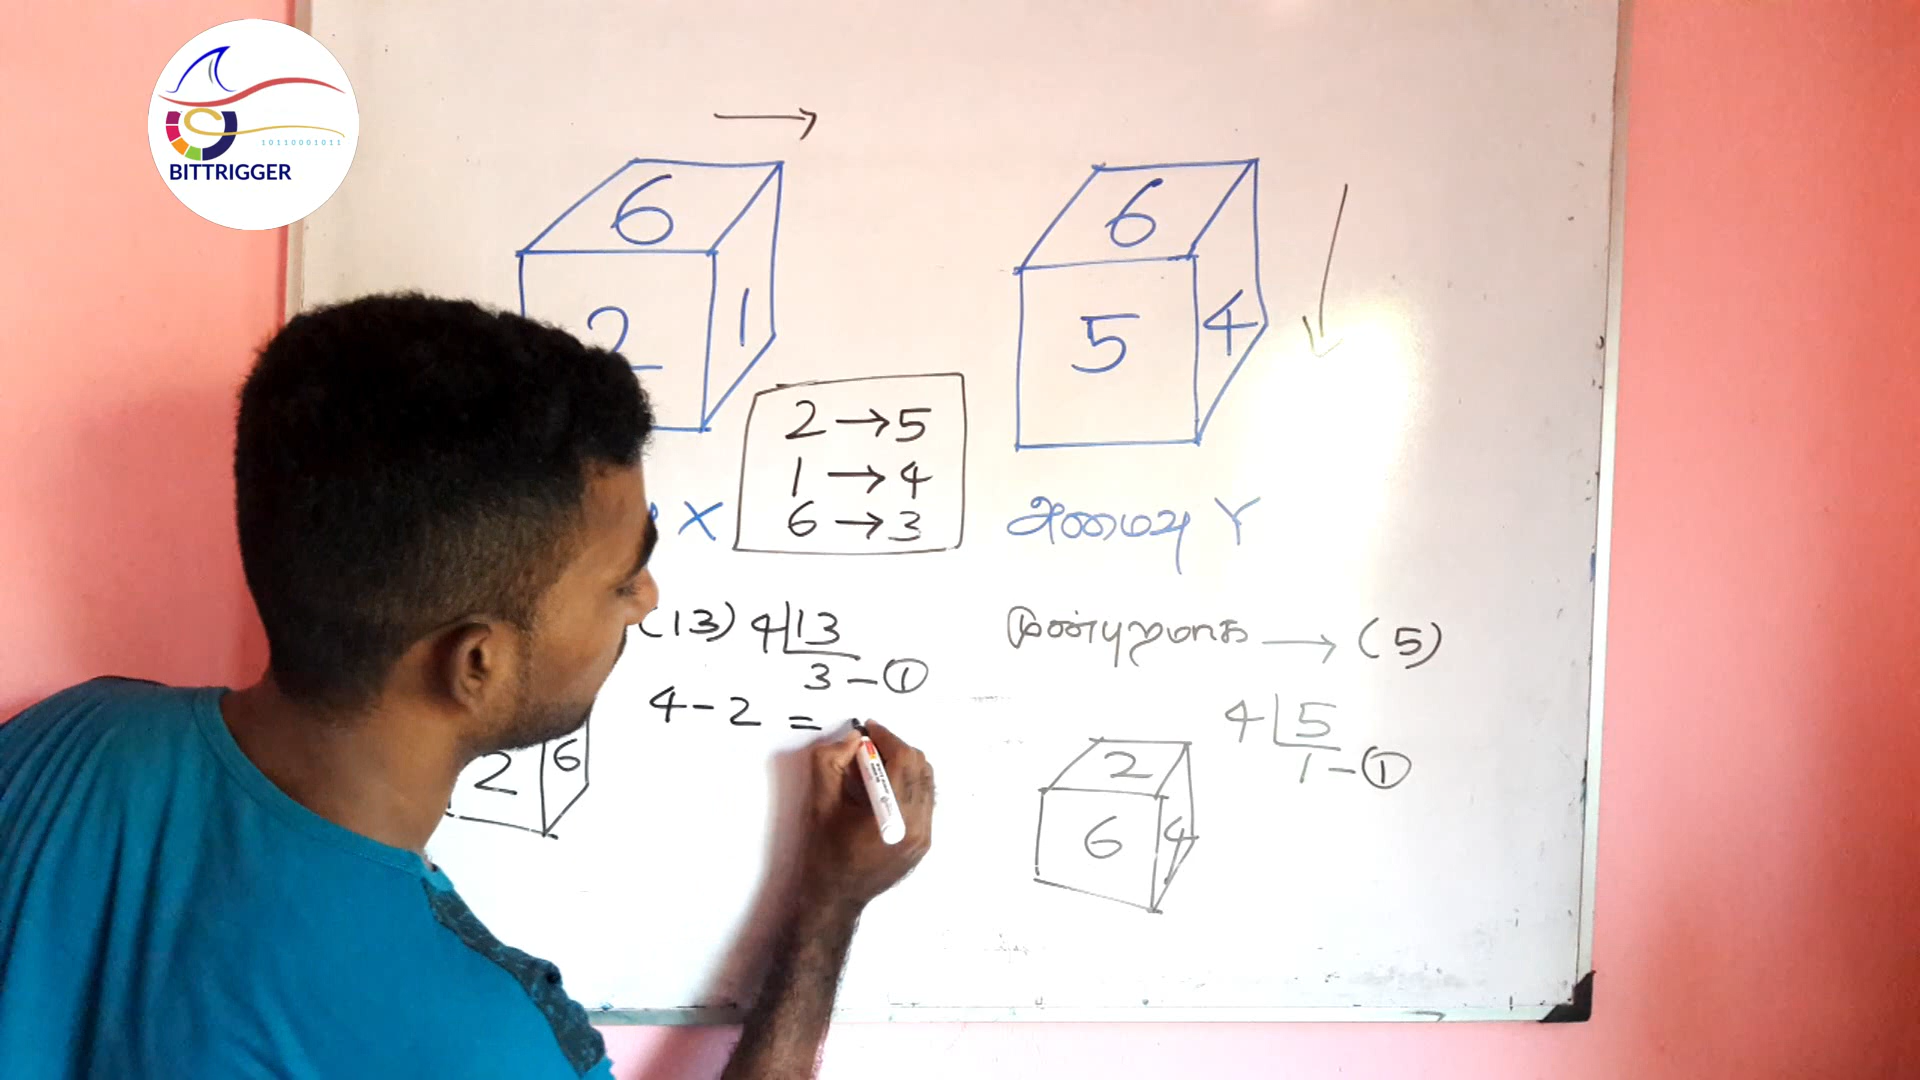 10110001011
BITTRIGGER
→
6
2 1
6
5 4
↓
2 → 5
1 → 4
6 → 3
X
அமைவு Y
(13) 4 13
3 - ①
4 - 2 =
2 6
முன்புறமாக → (5)
4 5
1 - ①
2
6 4